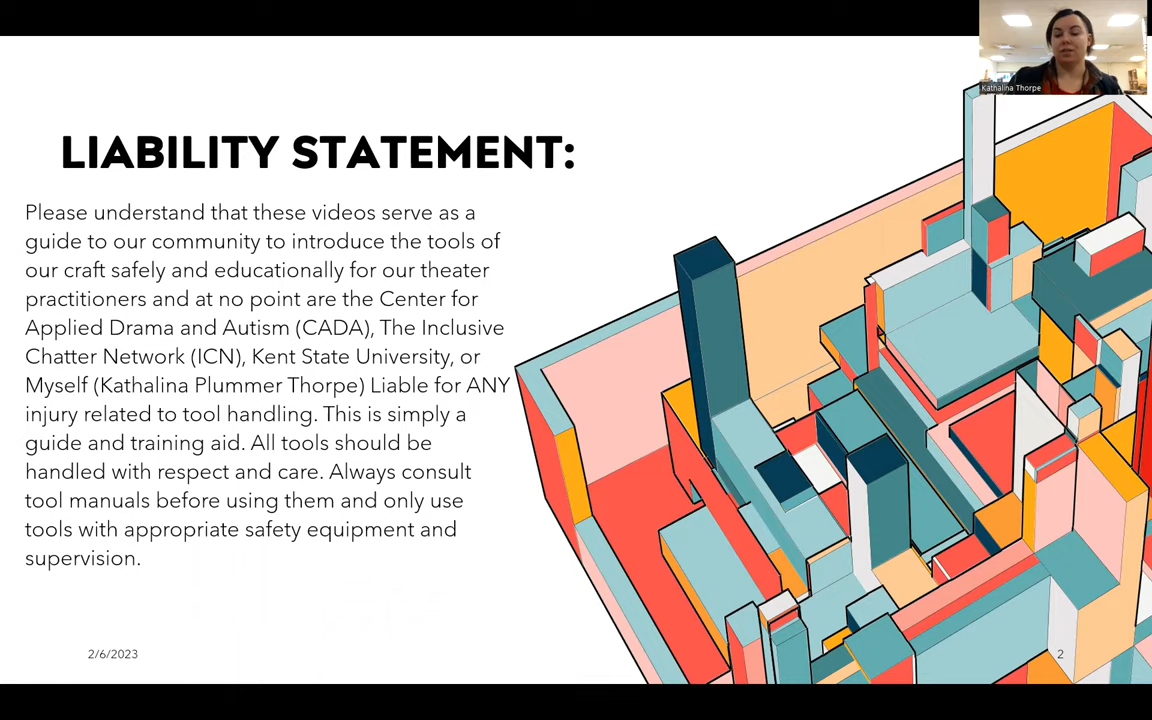 Kathalina Thorpe
LIABILITY STATEMENT:
Please understand that these videos serve as a
guide to our community to introduce the tools of
our craft safely and educationally for our theater
practitioners and at no point are the Center for
Applied Drama and Autism (CADA), The Inclusive
Chatter Network (ICN), Kent State University, or
Myself (Kathalina Plummer Thorpe) Liable for ANY
injury related to tool handling. This is simply a
guide and training aid. All tools should be
handled with respect and care. Always consult
tool manuals before using them and only use
tools with appropriate safety equipment and
supervision.
2/6/2023
2